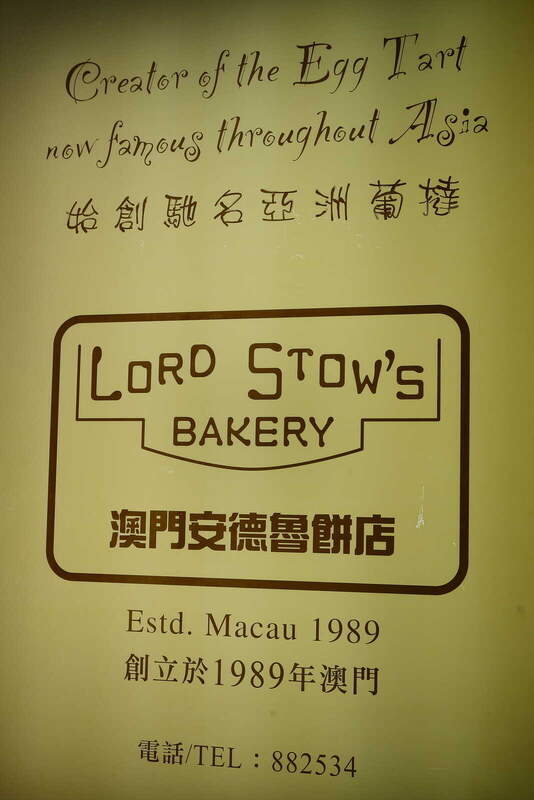 Creator of the Egg Tart
now famous throughout Asia
始創馳名亞洲葡撻
LORD STOW'S
BAKERY
澳門安德魯餅店
Estd. Macau 1989
創立於1989年澳門
電話/TEL：882534